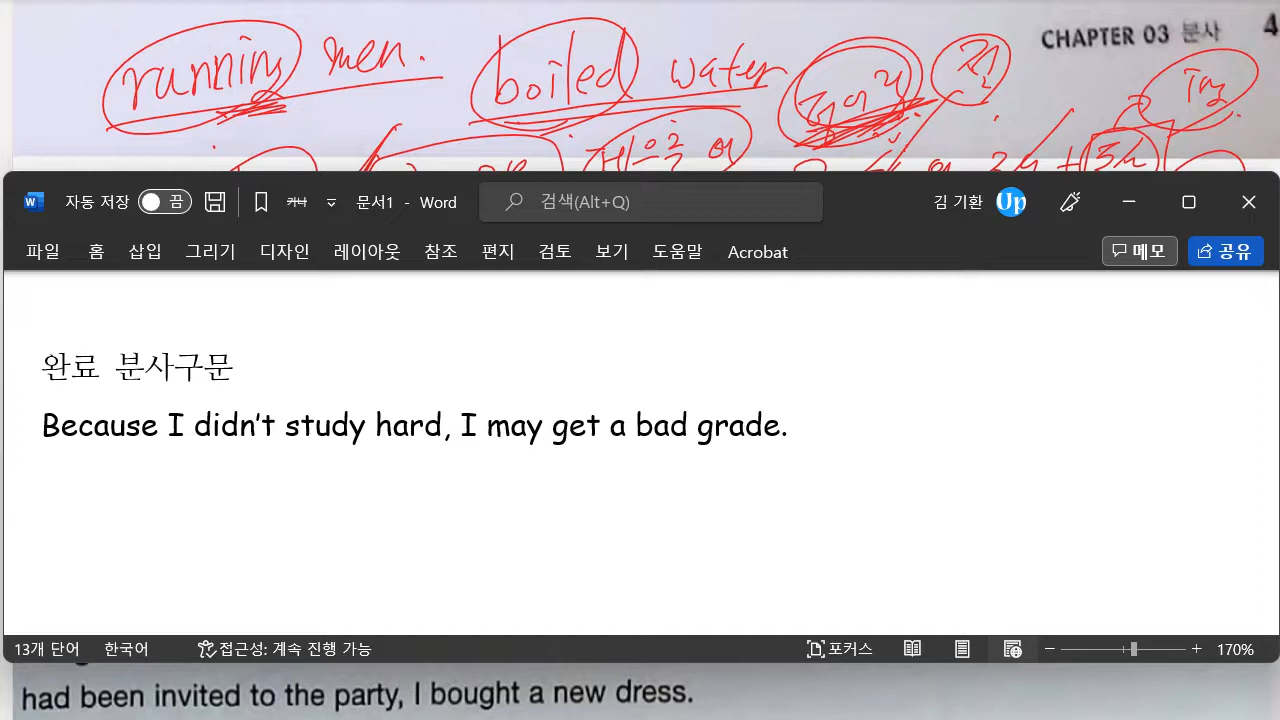 CHAPTER 03 분사 4
running men. boiled water
자동 저장 끔 가나 문서1 - Word 검색(Alt+Q) 김 기환 Up
파일 홈 삽입 그리기 디자인 레이아웃 참조 편지 검토 보기 도움말 Acrobat 메모 공유
완료 분사구문
Because I didn't study hard, I may get a bad grade.
13개 단어 한국어 접근성: 계속 진행 가능 포커스 170%
had been invited to the party, I bought a new dress.